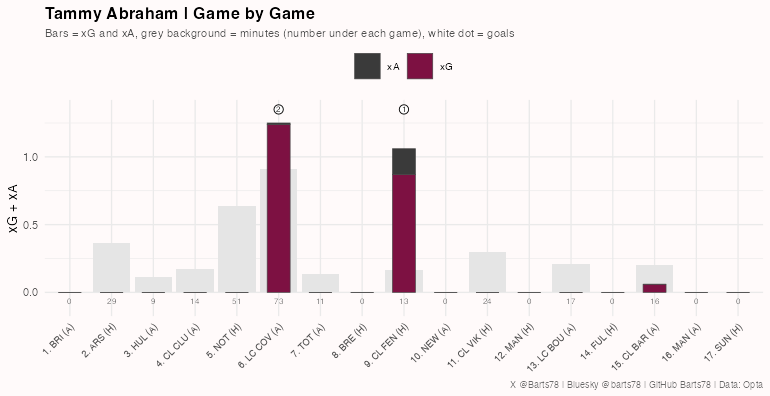 Tammy Abraham | Game by Game
Bars = xG and xA, grey background = minutes (number under each game), white dot = goals
xA xG
2 1
xG + xA
1.0
0.5
0.0
0 29 9 14 51 73 11 0 13 0 24 0 17 0 16 0 0
1. BRI (A)
2. ARS (H)
3. HUL (A)
4. CL CLU (A)
5. NOT (H)
6. LC COV (A)
7. TOT (A)
8. BRE (H)
9. CL FEN (H)
10. NEW (A)
11. CL VIK (H)
12. MAN (H)
13. LC BOU (A)
14. FUL (H)
15. CL BAR (A)
16. MAN (A)
17. SUN (H)
X @Barts78 | Bluesky @barts78 | GitHub Barts78 | Data: Opta